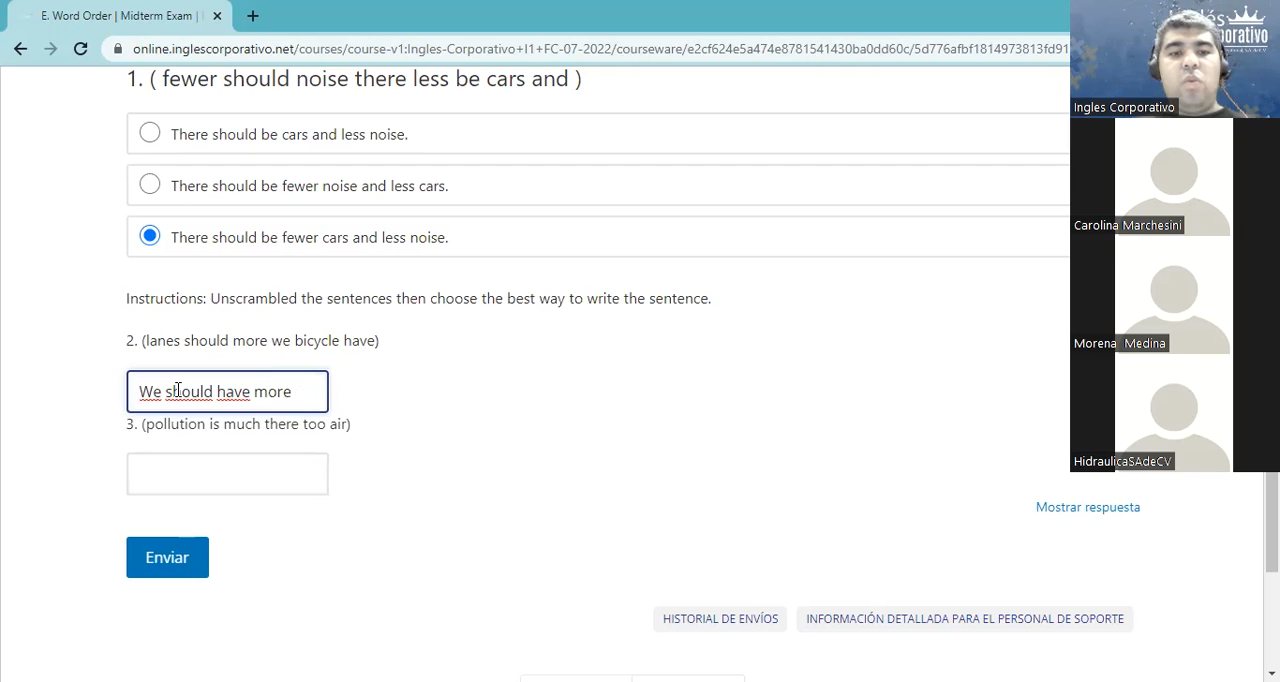 E. Word Order | Midterm Exam |
online.inglescorporativo.net/courses/course-v1:Ingles-Corporativo+I1+FC-07-2022/courseware/e2cf624e5a474e8781541430ba0dd60c/5d776afbf1814973813fd91
1. ( fewer should noise there less be cars and )
There should be cars and less noise.
There should be fewer noise and less cars.
There should be fewer cars and less noise.
Instructions: Unscrambled the sentences then choose the best way to write the sentence.
2. (lanes should more we bicycle have)
We should have more
3. (pollution is much there too air)
Mostrar respuesta
Enviar
HISTORIAL DE ENVÍOS
INFORMACIÓN DETALLADA PARA EL PERSONAL DE SOPORTE
Ingles Corporativo
Carolina Marchesini
Morena Medina
HidraulicaSAdeCV